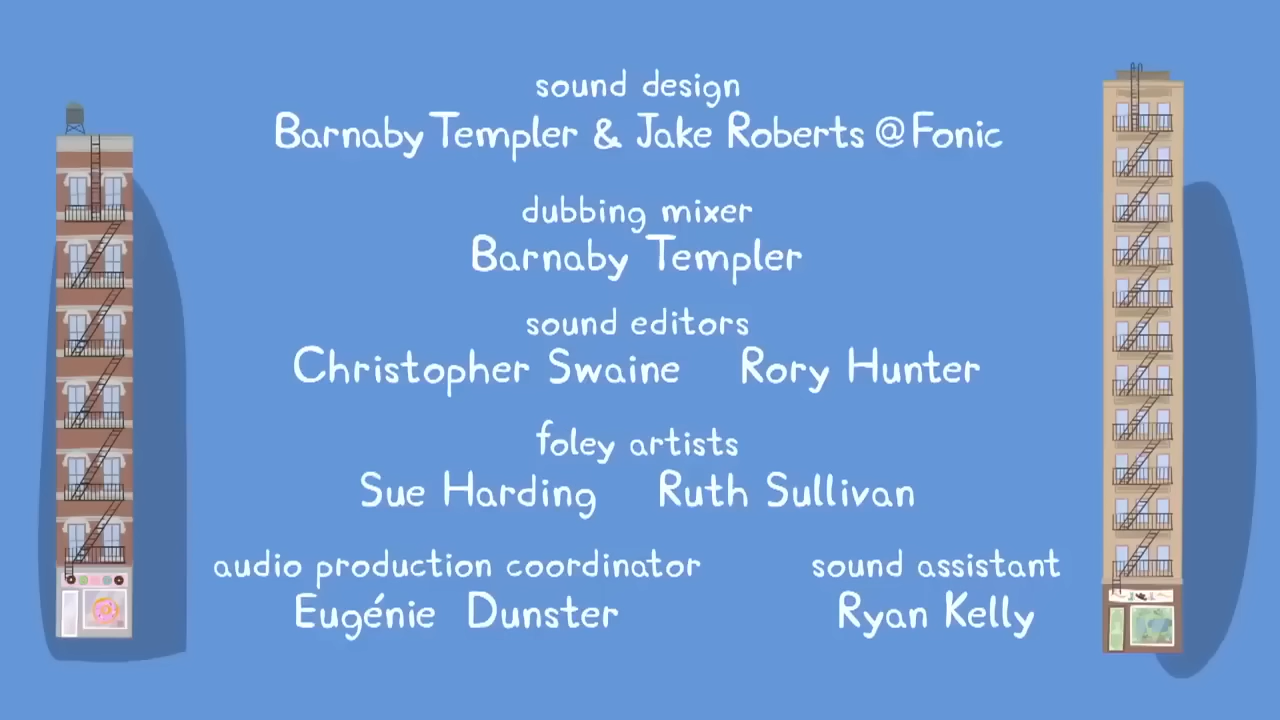 sound design
Barnaby Templer & Jake Roberts @ Fonic
dubbing mixer
Barnaby Templer
sound editors
Christopher Swaine Rory Hunter
foley artists
Sue Harding Ruth Sullivan
audio production coordinator sound assistant
Eugénie Dunster Ryan Kelly